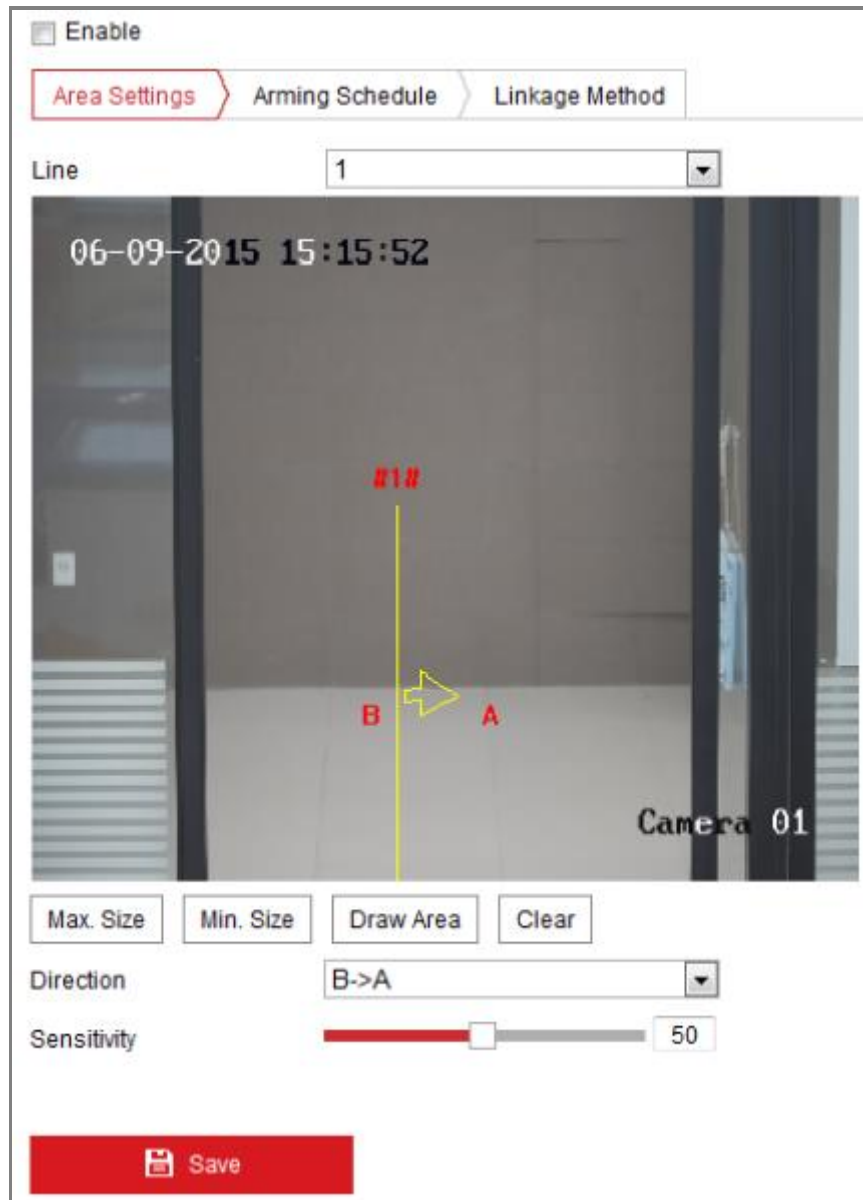 Enable
Area Settings Arming Schedule Linkage Method
Line 1
06-09-2015 15:15:52
#1#
B A
Camera 01
Max. Size Min. Size Draw Area Clear
Direction B->A
Sensitivity 50
Save